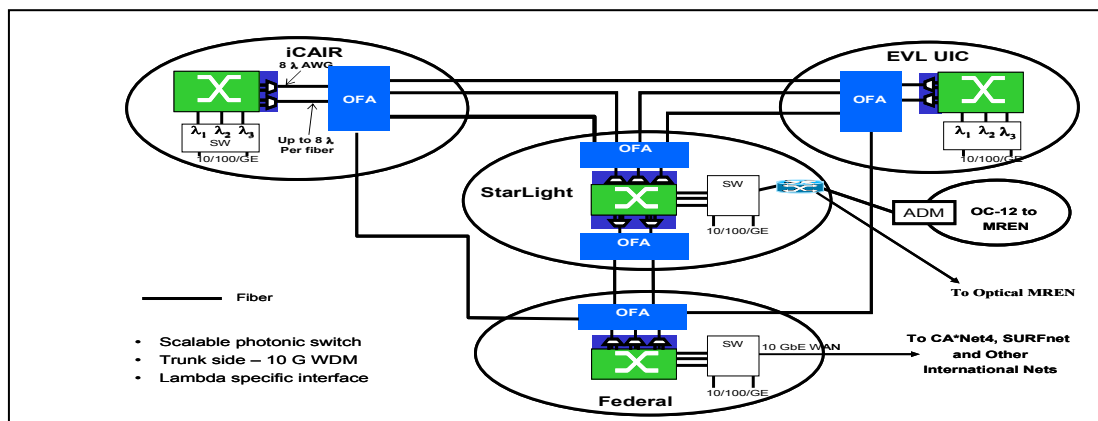 iCAIR
8 λ AWG
OFA
λ1 λ2 λ3
SW
10/100/GE
Up to 8 λ
Per fiber
EVL UIC
OFA
λ1 λ2 λ3
10/100/GE
OFA
StarLight
SW
10/100/GE
OFA
ADM
OC-12 to
MREN
To Optical MREN
Fiber
• Scalable photonic switch
• Trunk side – 10 G WDM
• Lambda specific interface
OFA
SW
10 GbE WAN
10/100/GE
Federal
To CA*Net4, SURFnet
and Other
International Nets